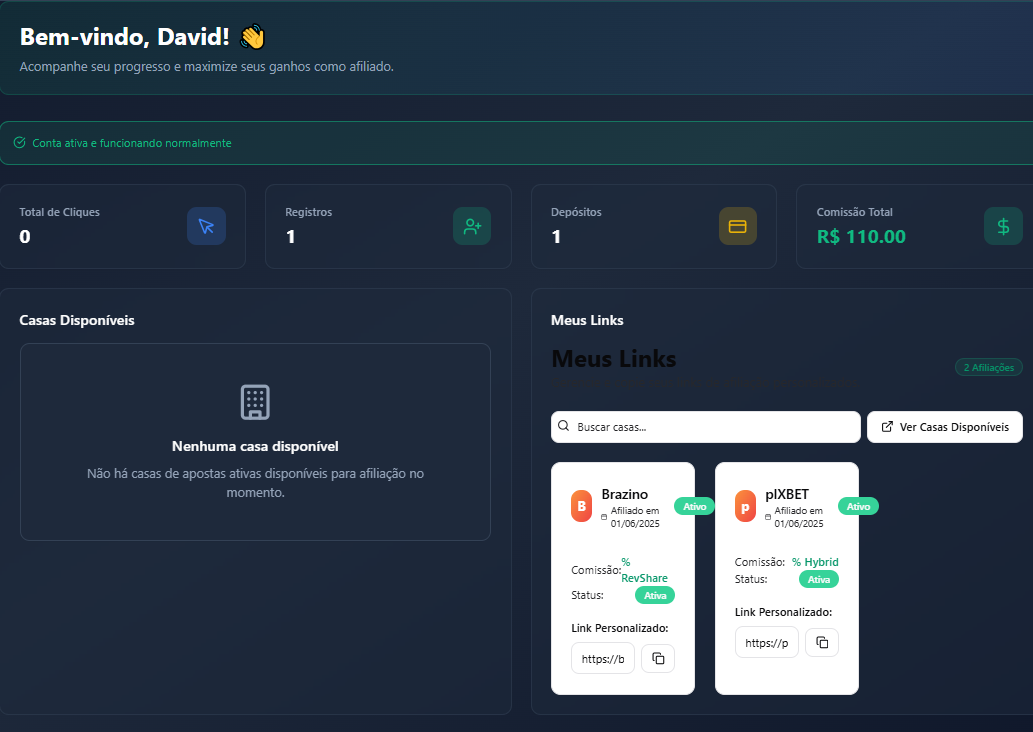 Bem-vindo, David! 👋
Acompanhe seu progresso e maximize seus ganhos como afiliado.
Conta ativa e funcionando normalmente
Total de Cliques
0
Registros
1
Depósitos
1
Comissão Total
R$ 110.00
Casas Disponíveis
Nenhuma casa disponível
Não há casas de apostas ativas disponíveis para afiliação no
momento.
Meus Links
Meus Links
2 Afiliações
Buscar casas...
Ver Casas Disponíveis
B
Brazino
Afiliado em
01/06/2025
Ativo
Comissão:
%
RevShare
Status:
Ativa
Link Personalizado:
https://b
p
pIXBET
Afiliado em
01/06/2025
Ativo
Comissão: % Hybrid
Status:
Ativa
Link Personalizado:
https://p